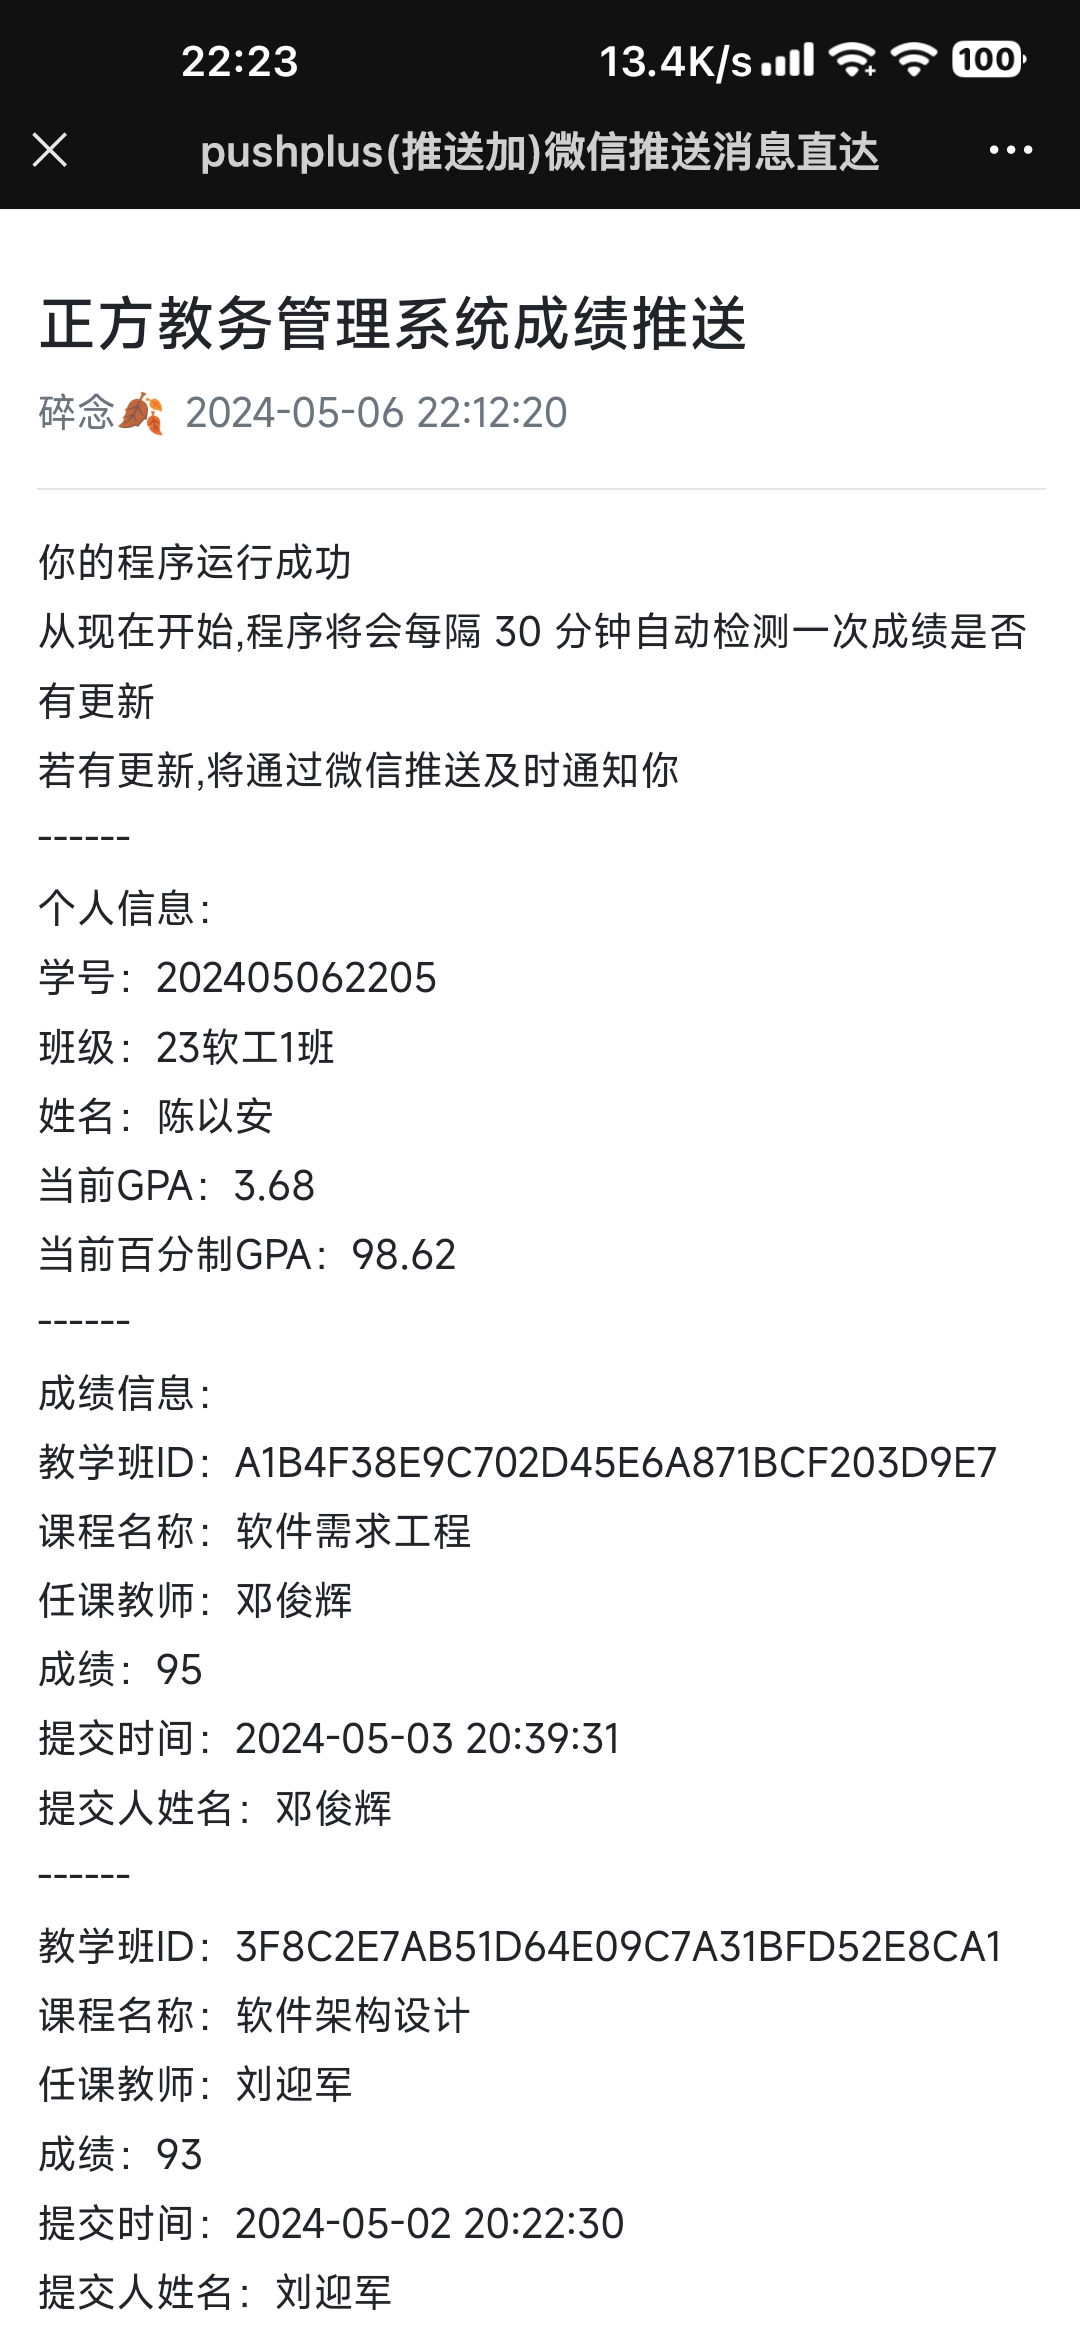 22:23
13.4K/s 100
pushplus(推送加)微信推送消息直达
正方教务管理系统成绩推送
碎念🍂 2024-05-06 22:12:20
你的程序运行成功
从现在开始,程序将会每隔 30 分钟自动检测一次成绩是否
有更新
若有更新,将通过微信推送及时通知你
------
个人信息：
学号：202405062205
班级：23软工1班
姓名：陈以安
当前GPA：3.68
当前百分制GPA：98.62
------
成绩信息：
教学班ID：A1B4F38E9C702D45E6A871BCF203D9E7
课程名称：软件需求工程
任课教师：邓俊辉
成绩：95
提交时间：2024-05-03 20:39:31
提交人姓名：邓俊辉
------
教学班ID：3F8C2E7AB51D64E09C7A31BFD52E8CA1
课程名称：软件架构设计
任课教师：刘迎军
成绩：93
提交时间：2024-05-02 20:22:30
提交人姓名：刘迎军